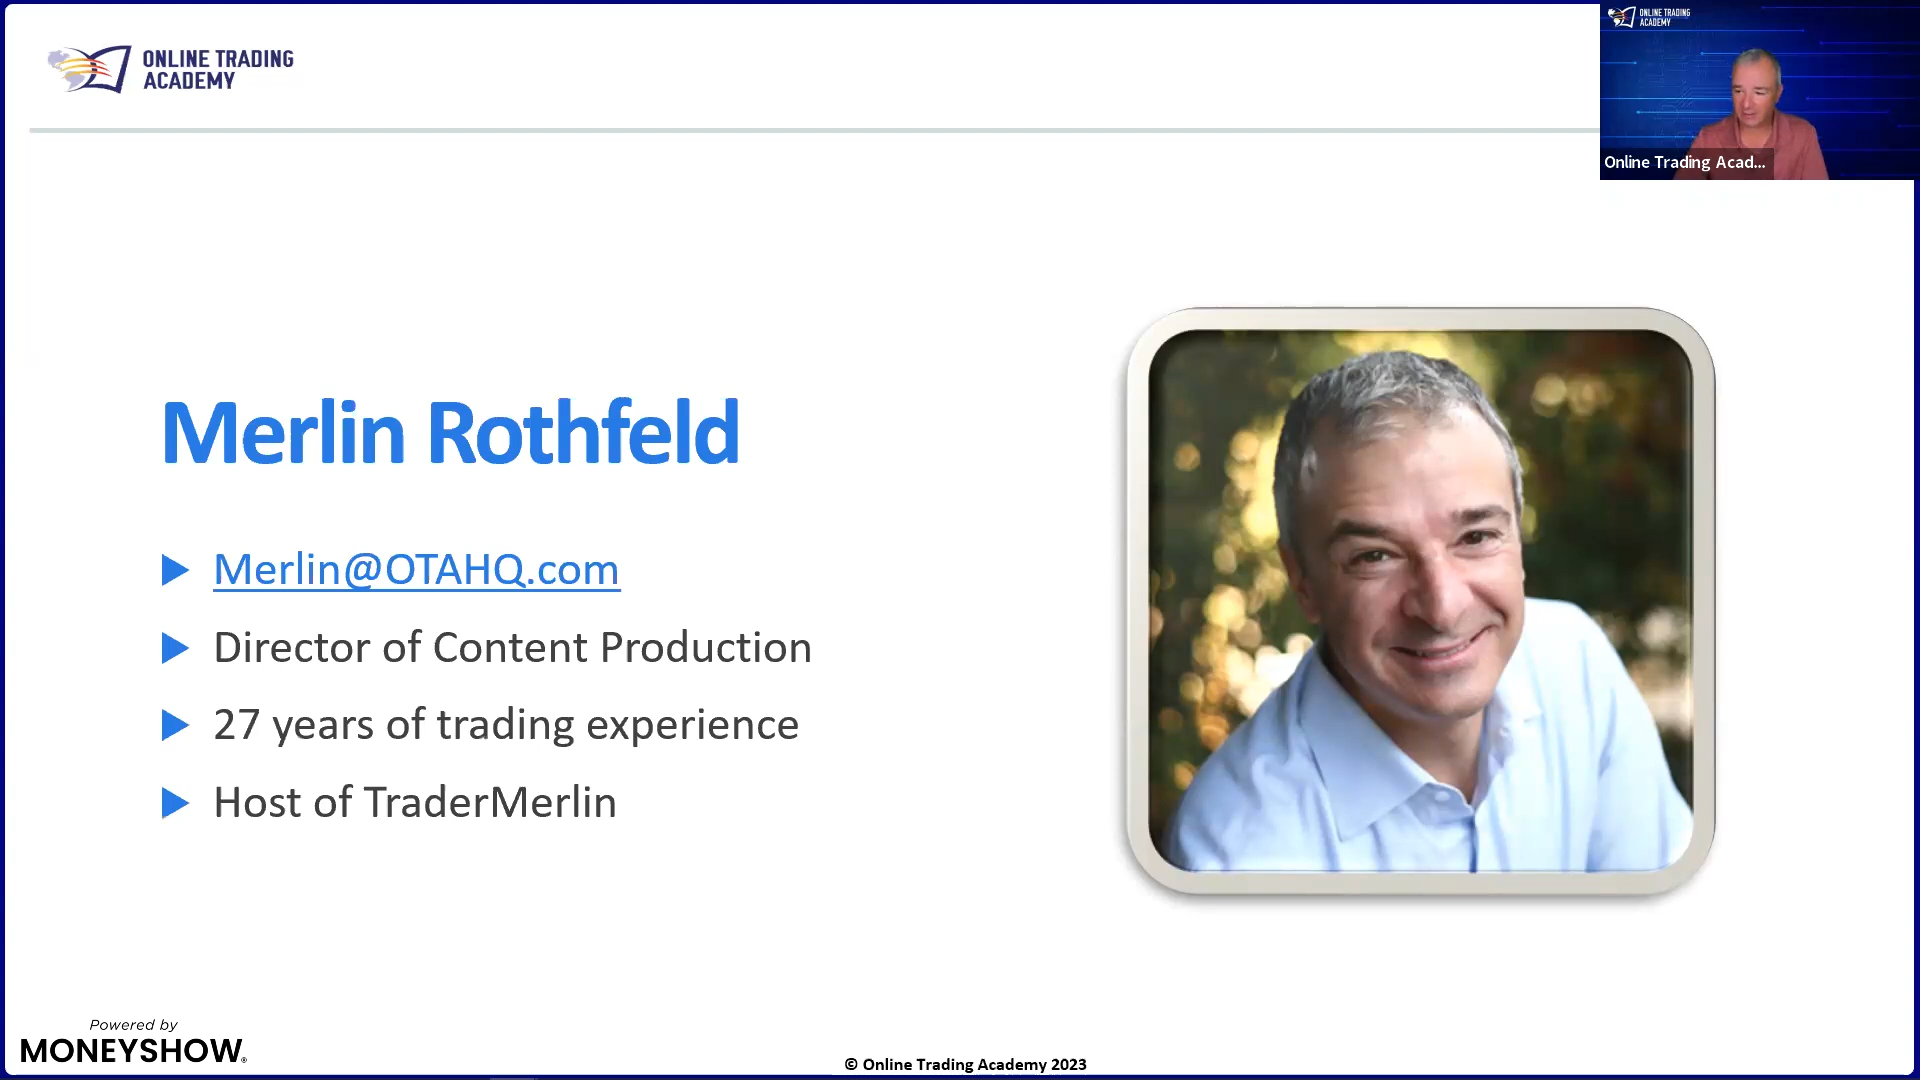 ONLINE TRADING
ACADEMY
ONLINE TRADING
ACADEMY
Online Trading Acad...
Merlin Rothfeld
Merlin@OTAHQ.com
Director of Content Production
27 years of trading experience
Host of TraderMerlin
Powered by
MONEYSHOW®
© Online Trading Academy 2023